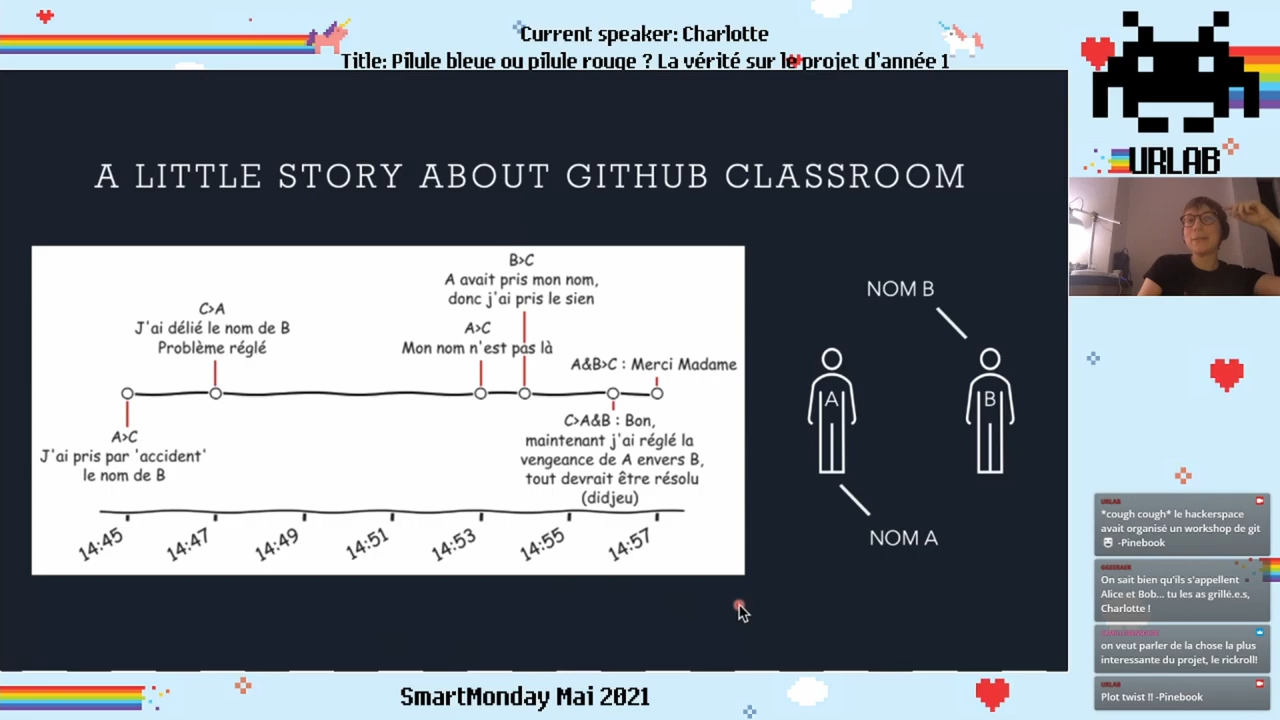 Current speaker: Charlotte
Title: Pilule bleue ou pilule rouge ? La vérité sur le projet d'année 1
URLAB
A LITTLE STORY ABOUT GITHUB CLASSROOM
B>C
A avait pris mon nom,
donc j'ai pris le sien
C>A
J'ai délié le nom de B
Problème réglé
A>C
Mon nom n'est pas là
A&B>C : Merci Madame
A>C
J'ai pris par 'accident'
le nom de B
C>A&B : Bon,
maintenant j'ai réglé la
vengeance de A envers B,
tout devrait être résolu
(didjeu)
14:45
14:47
14:49
14:51
14:53
14:55
14:57
NOM B
A
B
NOM A
URLAB
*cough cough* le hackerspace
avait organisé un workshop de git
-Pinebook
On sait bien qu'ils s'appellent
Alice et Bob... tu les as grillé.e.s,
Charlotte !
on veut parler de la chose la plus
interessante du projet, le rickroll!
URLAB
Plot twist !! -Pinebook
SmartMonday Mai 2021